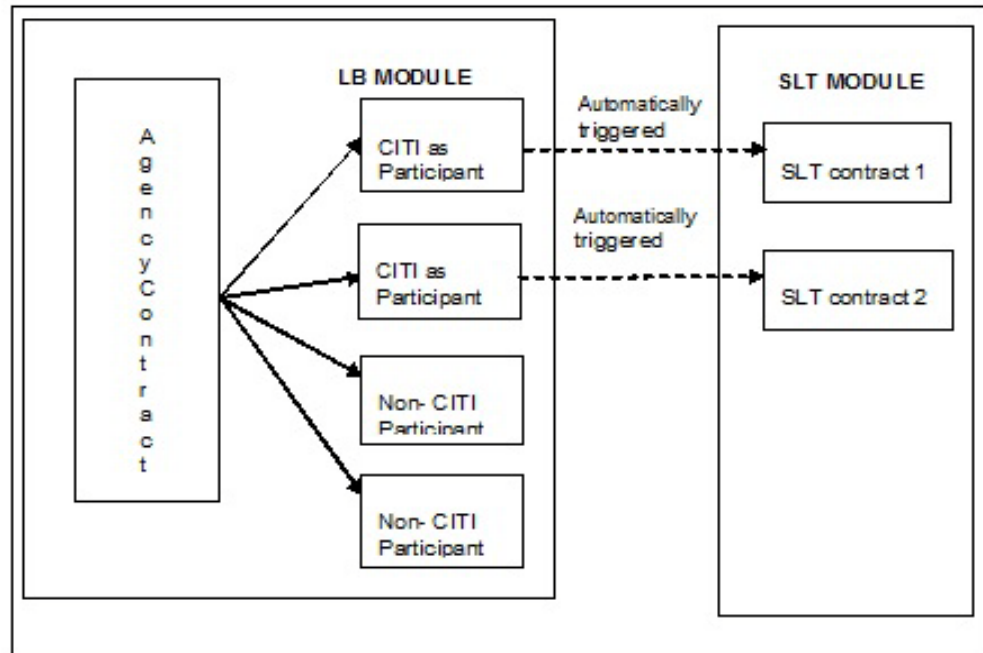 LB MODULE
AgencyContract
CITI as
Participant
CITI as
Participant
Non- CITI
Participant
Non- CITI
Participant
Automatically
triggered
Automatically
triggered
SLT MODULE
SLT contract 1
SLT contract 2